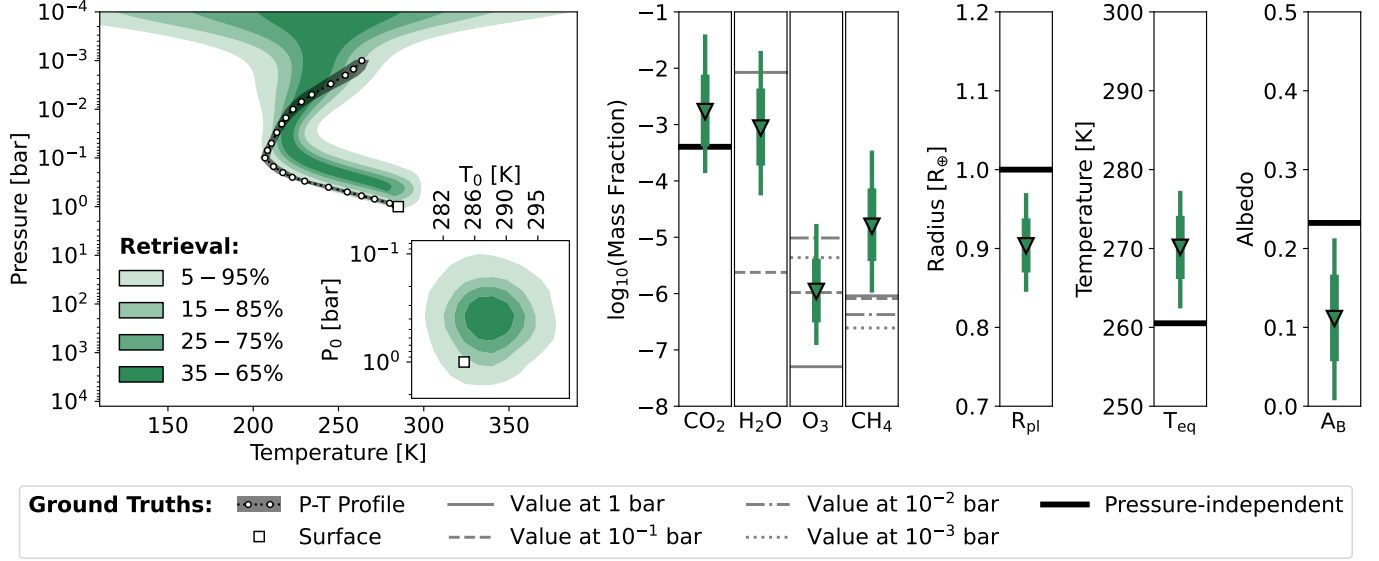 10⁻⁴
10⁻³
10⁻²
10⁻¹
10⁰
10¹
10²
10³
10⁴
Pressure [bar]
150 200 250 300 350
Temperature [K]
Retrieval:
5 − 95%
15 − 85%
25 − 75%
35 − 65%
T₀ [K]
282 286 290 295
10⁻¹
10⁰
P₀ [bar]
−1
−2
−3
−4
−5
−6
−7
−8
log₁₀(Mass Fraction)
CO₂ H₂O O₃ CH₄
1.2
1.1
1.0
0.9
0.8
0.7
Radius [R⊕]
R_pl
300
290
280
270
260
250
Temperature [K]
T_eq
0.5
0.4
0.3
0.2
0.1
0.0
Albedo
A_B
Ground Truths: P-T Profile Value at 1 bar Value at 10⁻² bar Pressure-independent
Surface Value at 10⁻¹ bar Value at 10⁻³ bar